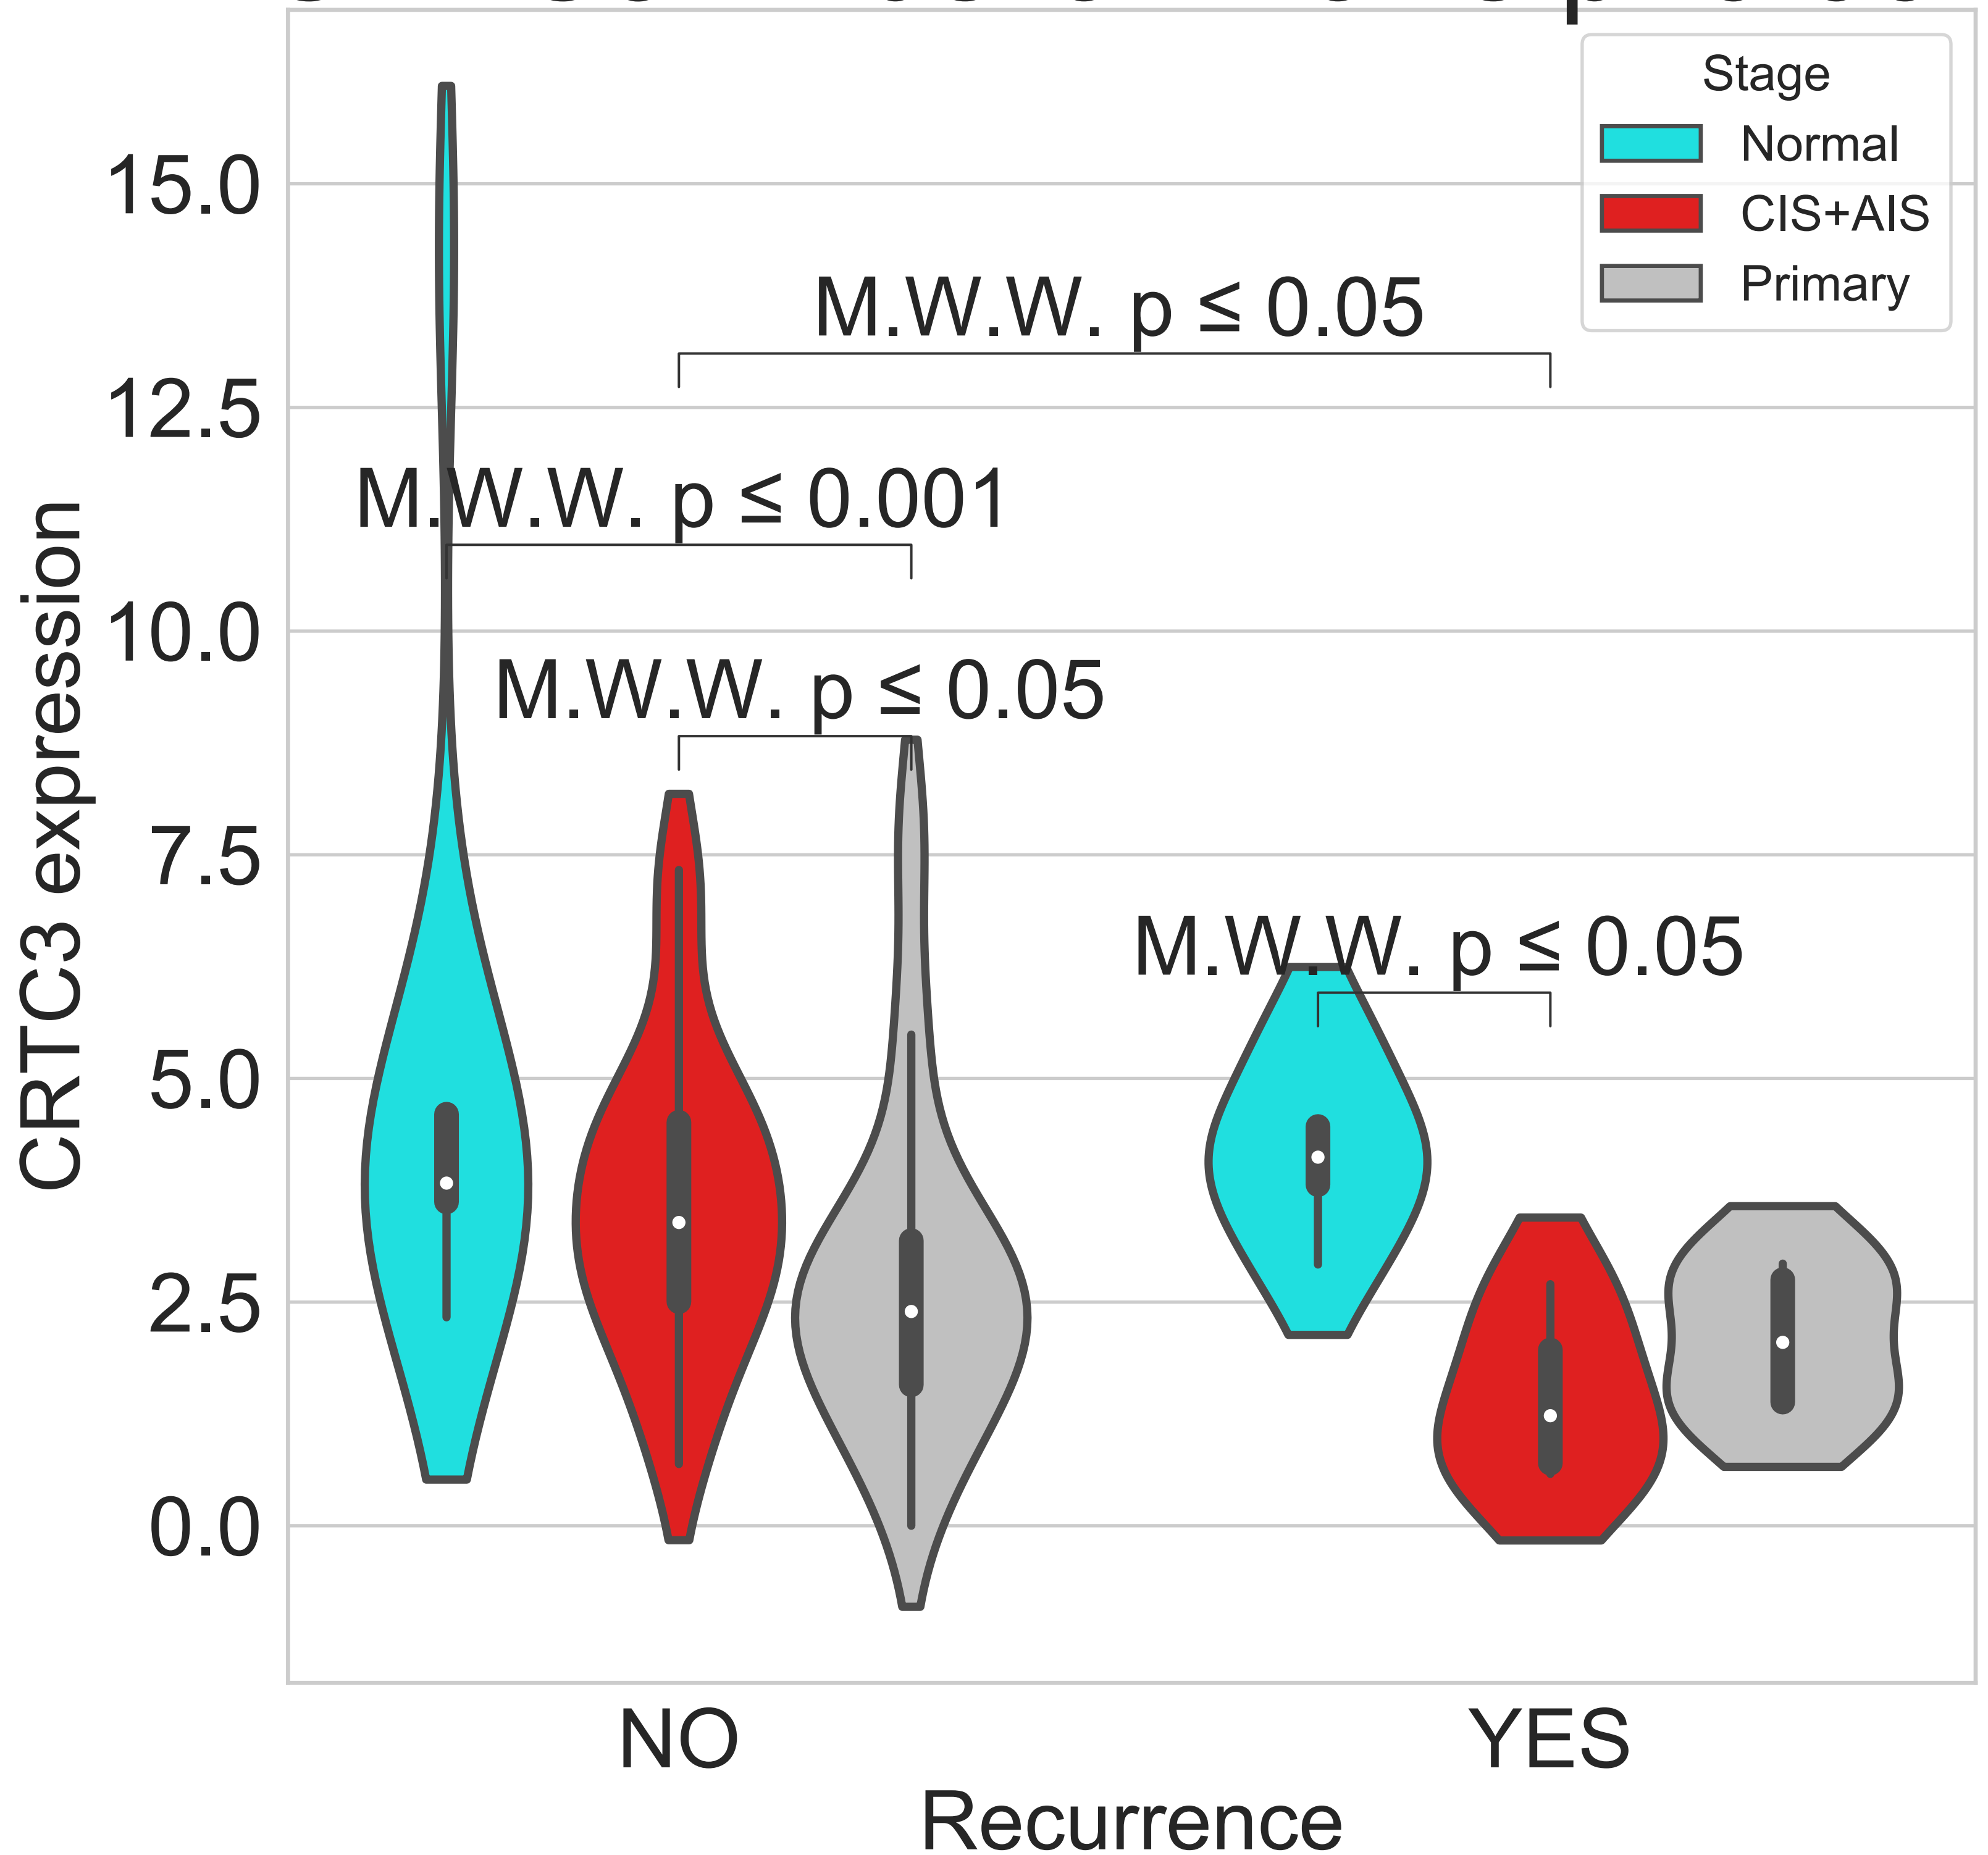 Stage
Normal
CIS+AIS
Primary
M.W.W. p ≤ 0.05
M.W.W. p ≤ 0.001
M.W.W. p ≤ 0.05
M.W.W. p ≤ 0.05
15.0
12.5
10.0
7.5
5.0
2.5
0.0
CRTC3 expression
NO
YES
Recurrence